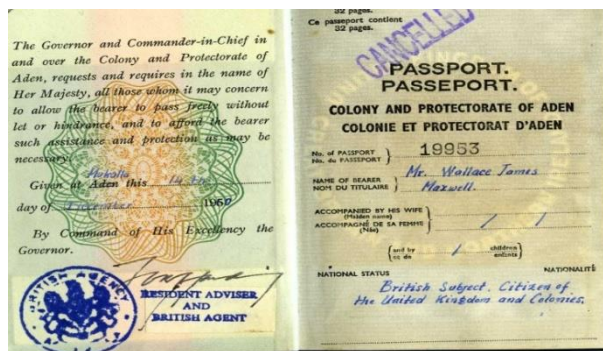 The Governor and Commander-in-Chief in
and over the Colony and Protectorate of
Aden, requests and requires in the name of
Her Majesty, all those whom it may concern
to allow the bearer to pass freely without
let or hindrance, and to afford the bearer
such assistance and protection as may be
necessary.
Mukalla
Given at Aden this 14th
day of December 1960
By Command of His Excellency the
Governor.
BRITISH AGENCY
RESIDENT ADVISER
AND
BRITISH AGENT
32 pages.
Ce passeport contient
32 pages.
CANCELLED
PASSPORT.
PASSEPORT.
COLONY AND PROTECTORATE OF ADEN
COLONIE ET PROTECTORAT D'ADEN
No. of PASSPORT
No. du PASSEPORT
19953
NAME OF BEARER
NOM DU TITULAIRE
Mr. Wallace James
Maxwell.
ACCOMPANIED BY HIS WIFE
(Maiden name)
ACCOMPAGNÉ DE SA FEMME
(Née)
and by
et de
children
enfants
NATIONAL STATUS
NATIONALITÉ
British Subject, Citizen of
the United Kingdom and Colonies.